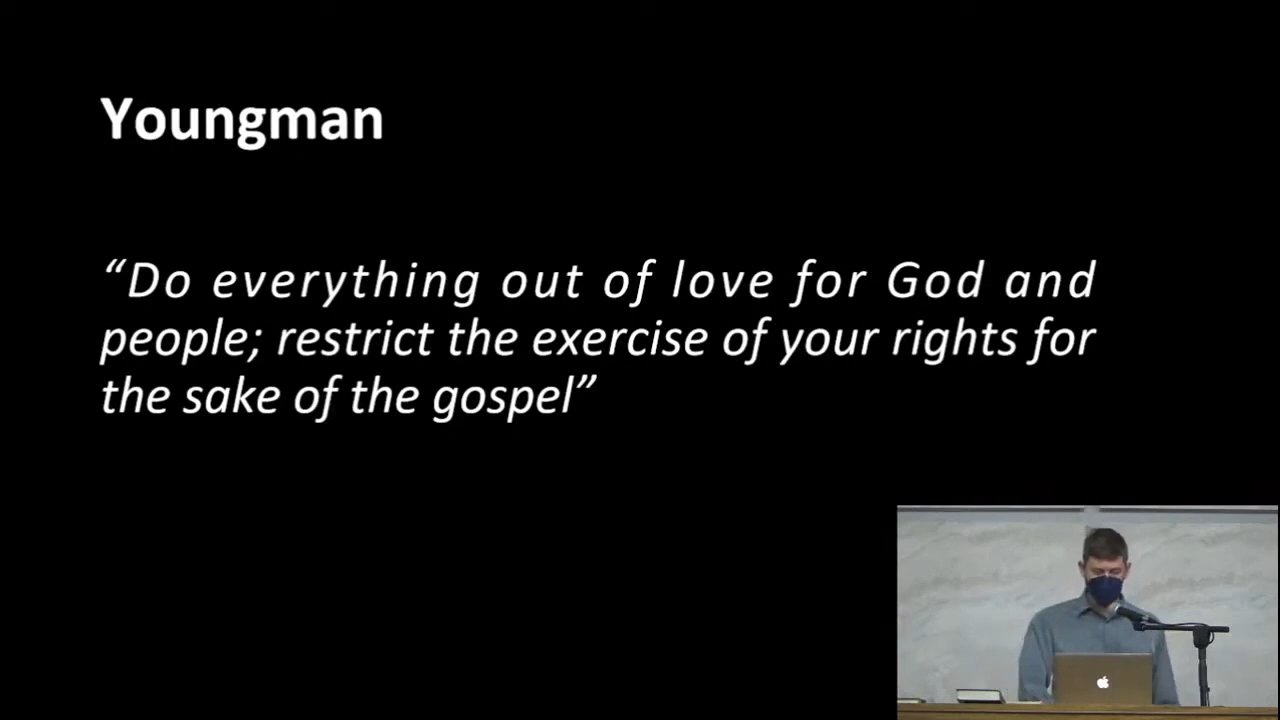 Youngman
“Do everything out of love for God and
people; restrict the exercise of your rights for
the sake of the gospel”